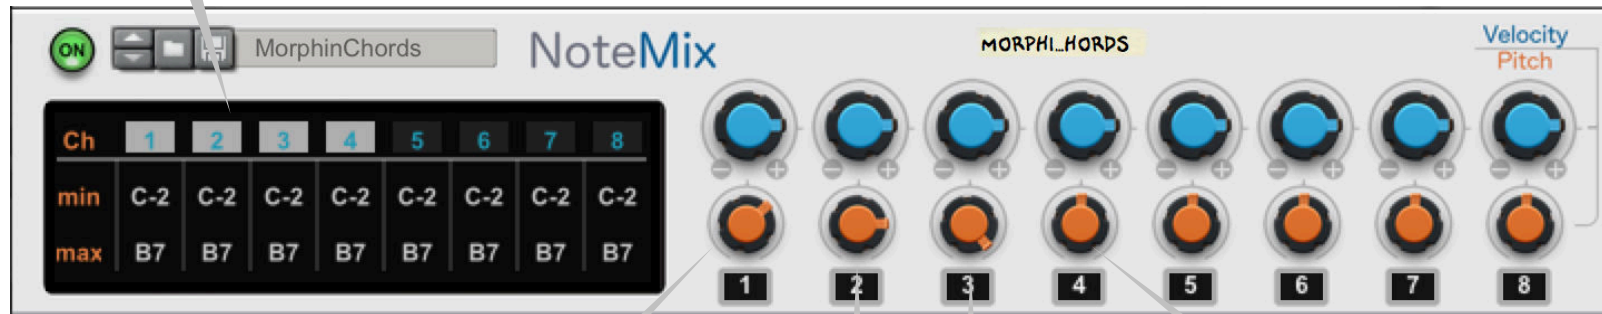 ON
MorphinChords
NoteMix
MORPHI_HORDS
Velocity
Pitch
Ch 1 2 3 4 5 6 7 8
min C-2 C-2 C-2 C-2 C-2 C-2 C-2 C-2
max B7 B7 B7 B7 B7 B7 B7 B7
1 2 3 4 5 6 7 8